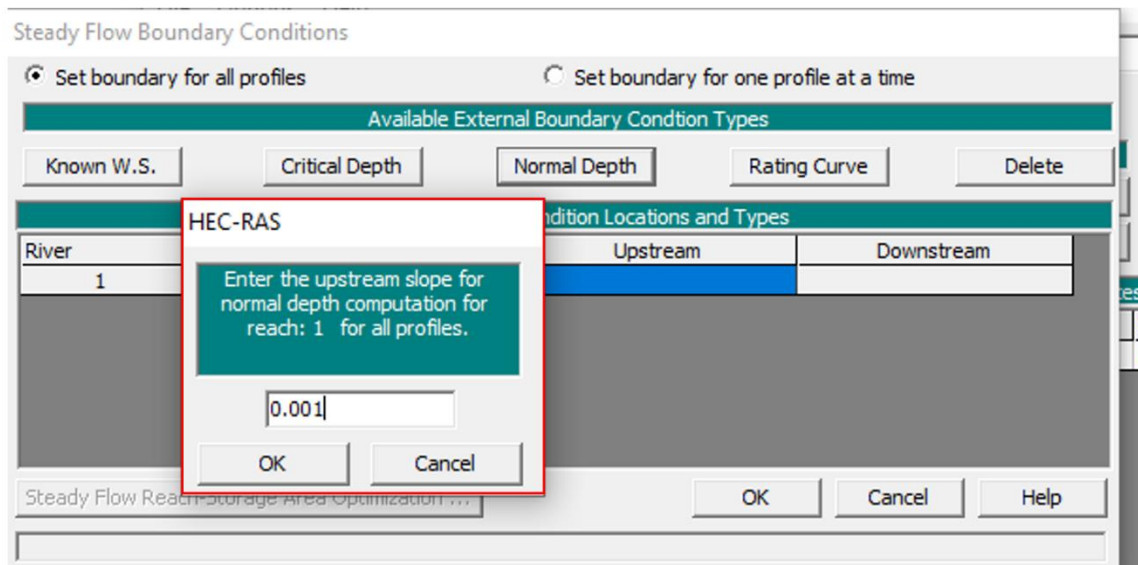 Steady Flow Boundary Conditions
Set boundary for all profiles Set boundary for one profile at a time
Available External Boundary Condtion Types
Known W.S. Critical Depth Normal Depth Rating Curve Delete
ndition Locations and Types
River Upstream Downstream
1
HEC-RAS
Enter the upstream slope for
normal depth computation for
reach: 1 for all profiles.
0.001
OK Cancel
Steady Flow Reach-Storage Area Optimization ...
OK Cancel Help